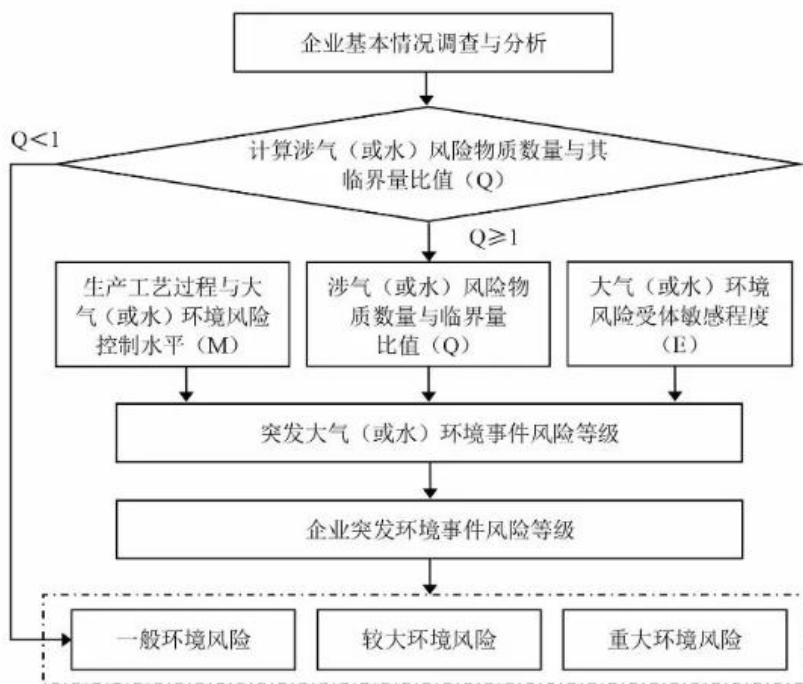 企业基本情况调查与分析
Q＜1
计算涉气（或水）风险物质数量与其
临界量比值（Q）
Q≥1
生产工艺过程与大
气（或水）环境风险
控制水平（M）
涉气（或水）风险物
质数量与临界量
比值（Q）
大气（或水）环境
风险受体敏感程度
（E）
突发大气（或水）环境事件风险等级
企业突发环境事件风险等级
一般环境风险
较大环境风险
重大环境风险